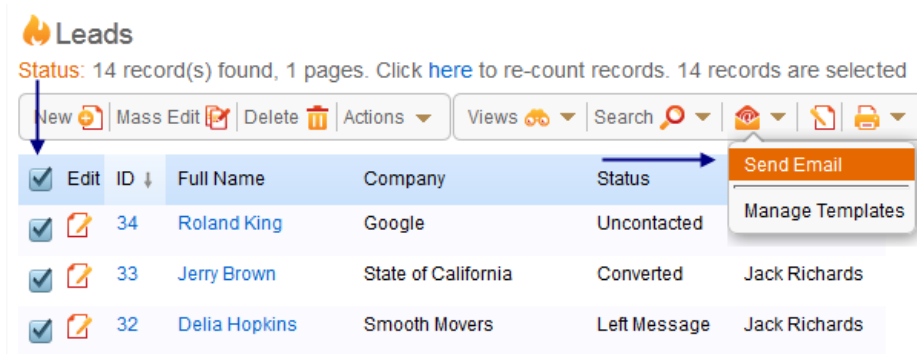 Leads
Status: 14 record(s) found, 1 pages. Click here to re-count records. 14 records are selected
New Mass Edit Delete Actions Views Search
Send Email
Manage Templates
Edit ID Full Name Company Status
34 Roland King Google Uncontacted
33 Jerry Brown State of California Converted Jack Richards
32 Delia Hopkins Smooth Movers Left Message Jack Richards